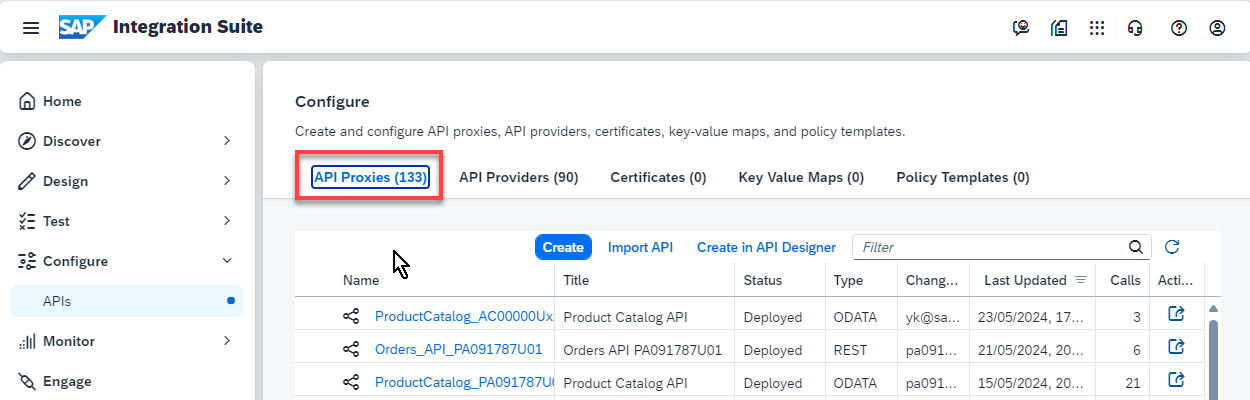 SAP Integration Suite
Home
Discover
Design
Test
Configure
APIs
Monitor
Engage
Configure
Create and configure API proxies, API providers, certificates, key-value maps, and policy templates.
API Proxies (133) API Providers (90) Certificates (0) Key Value Maps (0) Policy Templates (0)
Create Import API Create in API Designer Filter
Name Title Status Type Chang... Last Updated Calls Acti...
ProductCatalog_AC00000Ux Product Catalog API Deployed ODATA yk@sa... 23/05/2024, 17... 3
Orders_API_PA091787U01 Orders API PA091787U01 Deployed REST pa091... 21/05/2024, 20... 6
ProductCatalog_PA091787U0 Product Catalog API Deployed ODATA pa091... 15/05/2024, 20... 21